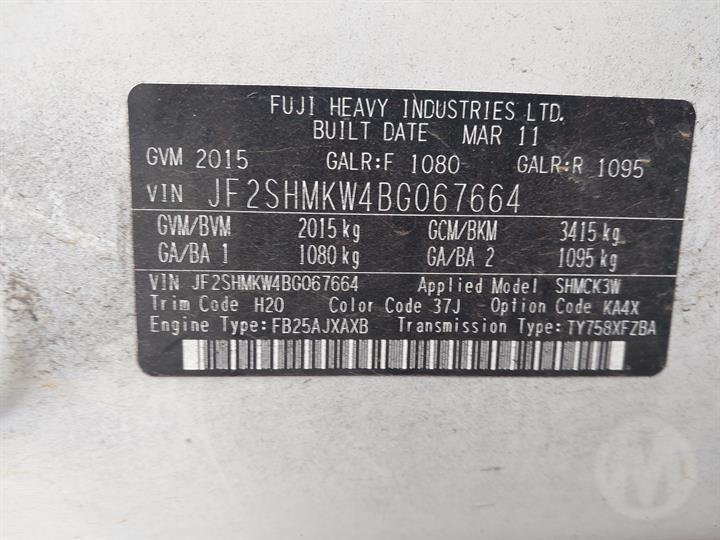 FUJI HEAVY INDUSTRIES LTD.
BUILT DATE MAR 11
GVM 2015 GALR:F 1080 GALR:R 1095
VIN JF2SHMKW4BG067664
GVM/BVM 2015 kg GCM/BKM 3415 kg
GA/BA 1 1080 kg GA/BA 2 1095 kg
VIN JF2SHMKW4BG067664 Applied Model SHMCK3W
Trim Code H20 Color Code 37J Option Code KA4X
Engine Type:FB25AJXAXB Transmission Type:TY758XFZBA
M